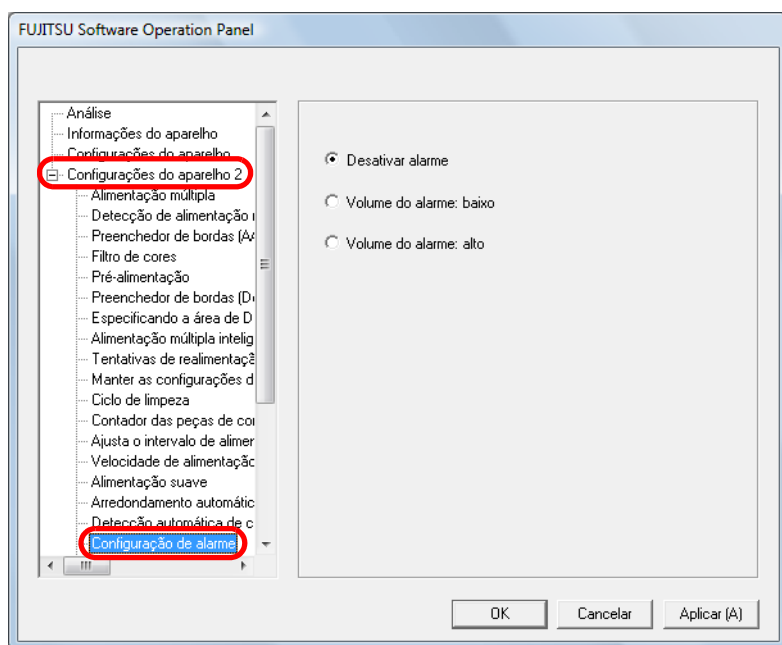 FUJITSU Software Operation Panel
Análise
Informações do aparelho
Configurações do aparelho
Configurações do aparelho 2
Alimentação múltipla
Detecção de alimentação
Preenchedor de bordas
Filtro de cores
Pré-alimentação
Preenchedor de bordas
Especificando a área de D
Alimentação múltipla intelig
Tentativas de realimentaçã
Manter as configurações d
Ciclo de limpeza
Contador das peças de
Ajusta o intervalo de alimer
Velocidade de alimentação
Alimentação suave
Arredondamento automátic
Detecção automática de c
Configuração de alarme
Desativar alarme
Volume do alarme: baixo
Volume do alarme: alto
OK
Cancelar
Aplicar (A)